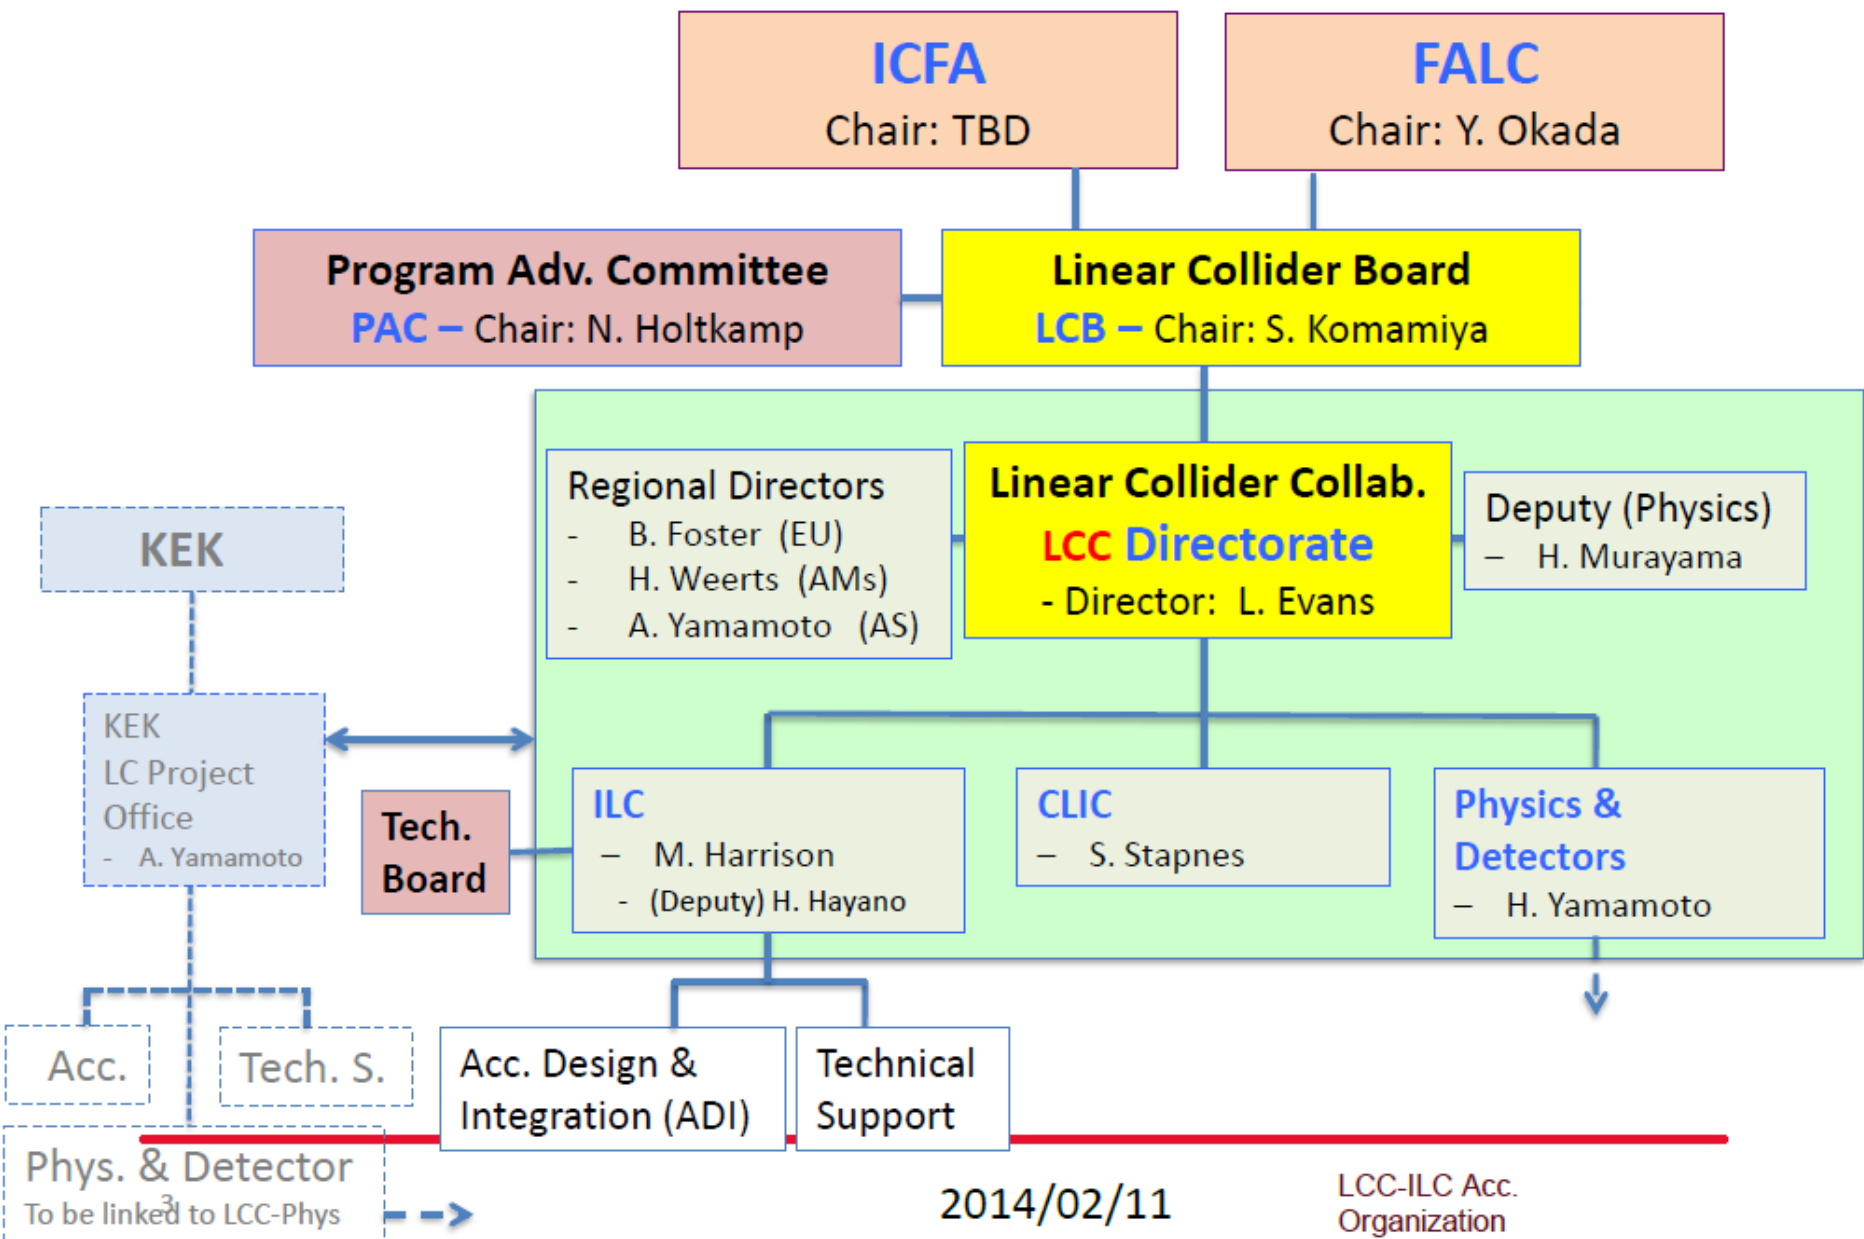 ICFA
Chair: TBD
FALC
Chair: Y. Okada
Program Adv. Committee
PAC – Chair: N. Holtkamp
Linear Collider Board
LCB – Chair: S. Komamiya
Regional Directors
- B. Foster (EU)
- H. Weerts (AMs)
- A. Yamamoto (AS)
Linear Collider Collab.
LCC Directorate
- Director: L. Evans
Deputy (Physics)
– H. Murayama
KEK
KEK
LC Project
Office
- A. Yamamoto
Tech.
Board
ILC
– M. Harrison
- (Deputy) H. Hayano
CLIC
– S. Stapnes
Physics &
Detectors
– H. Yamamoto
Acc.
Tech. S.
Acc. Design &
Integration (ADI)
Technical
Support
Phys. & Detector
To be linked to LCC-Phys
3
2014/02/11
LCC-ILC Acc.
Organization